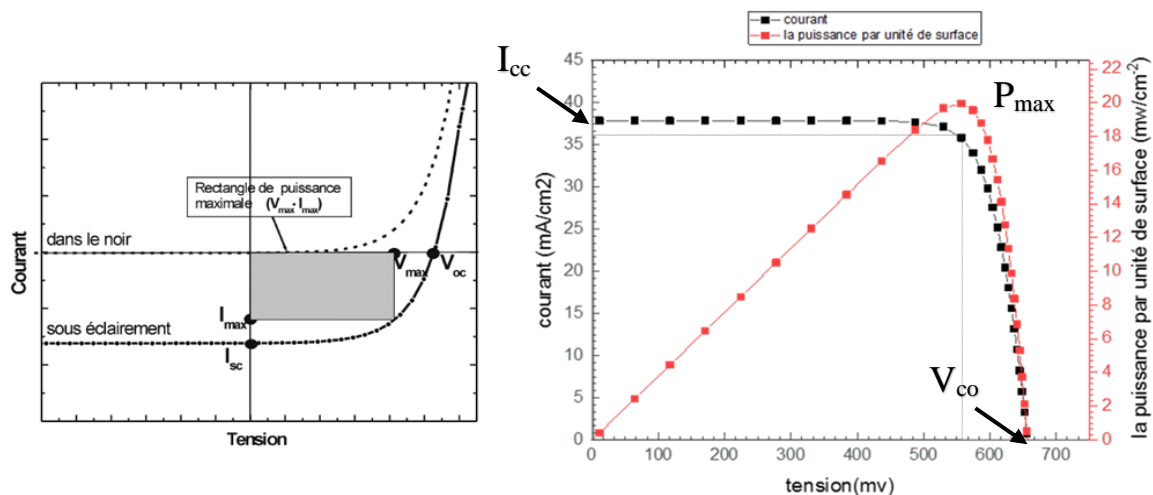 Courant
Rectangle de puissance
maximale (Vmax·Imax)
dans le noir
Vmax
Voc
Imax
sous éclairement
Isc
Tension
courant
la puissance par unité de surface
Icc
Pmax
Vco
courant (mA/cm2)
45
40
35
30
25
20
15
10
5
0
0 100 200 300 400 500 600 700
tension(mv)
22
20
18
16
14
12
10
8
6
4
2
0
la puissance par unité de surface (mw/cm-2)